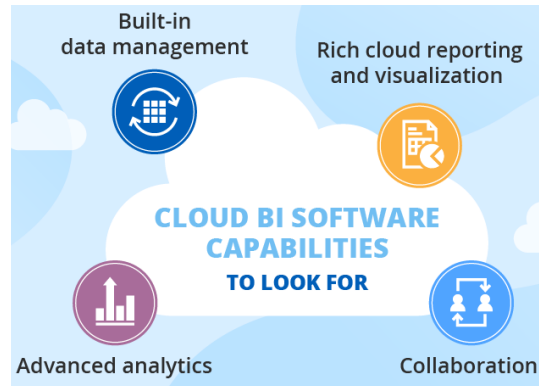 Built-in
data management
Rich cloud reporting
and visualization
CLOUD BI SOFTWARE
CAPABILITIES
TO LOOK FOR
Advanced analytics
Collaboration